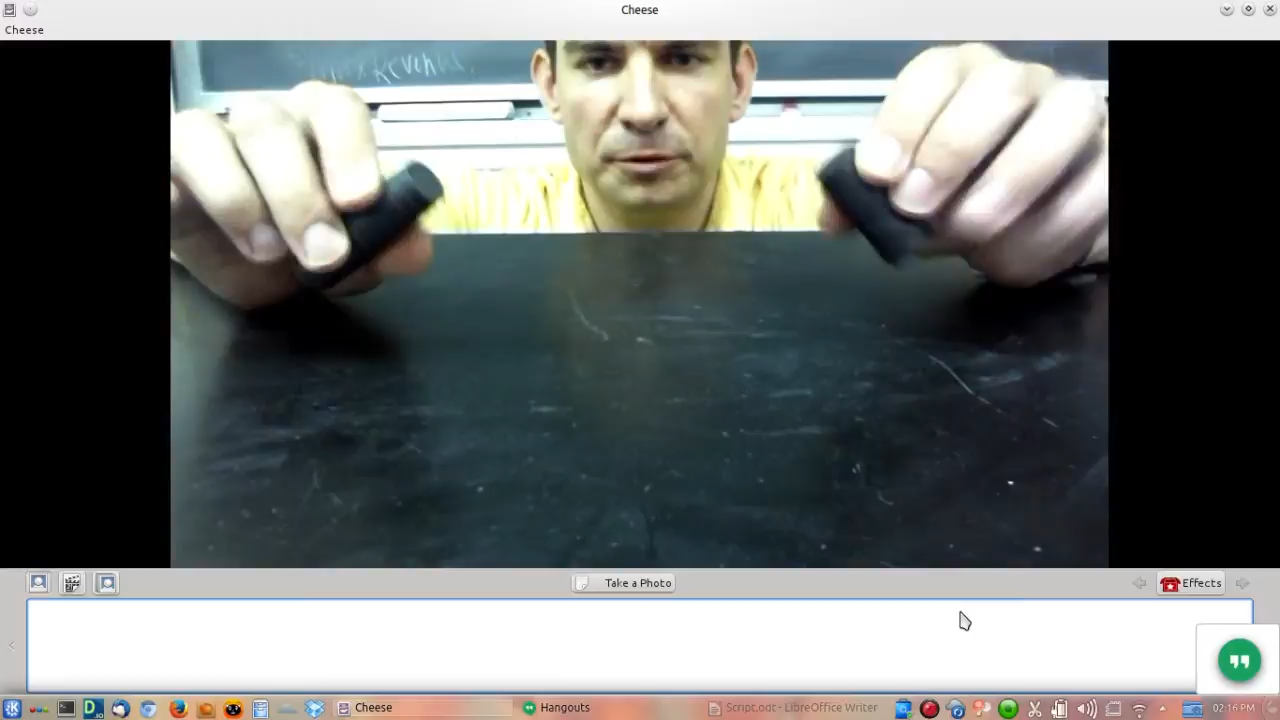 Cheese
Cheese
Take a Photo
Effects
Cheese
Hangouts
Script.odt - LibreOffice Writer
02:16 PM